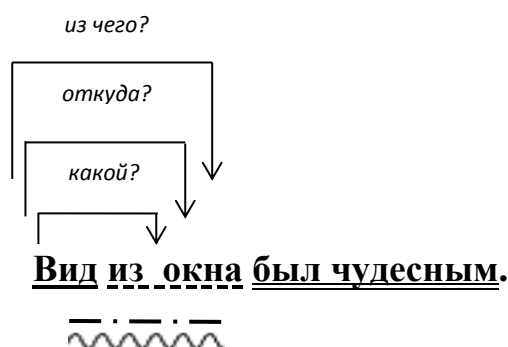 из чего?
откуда?
какой?
Вид из окна был чудесным.